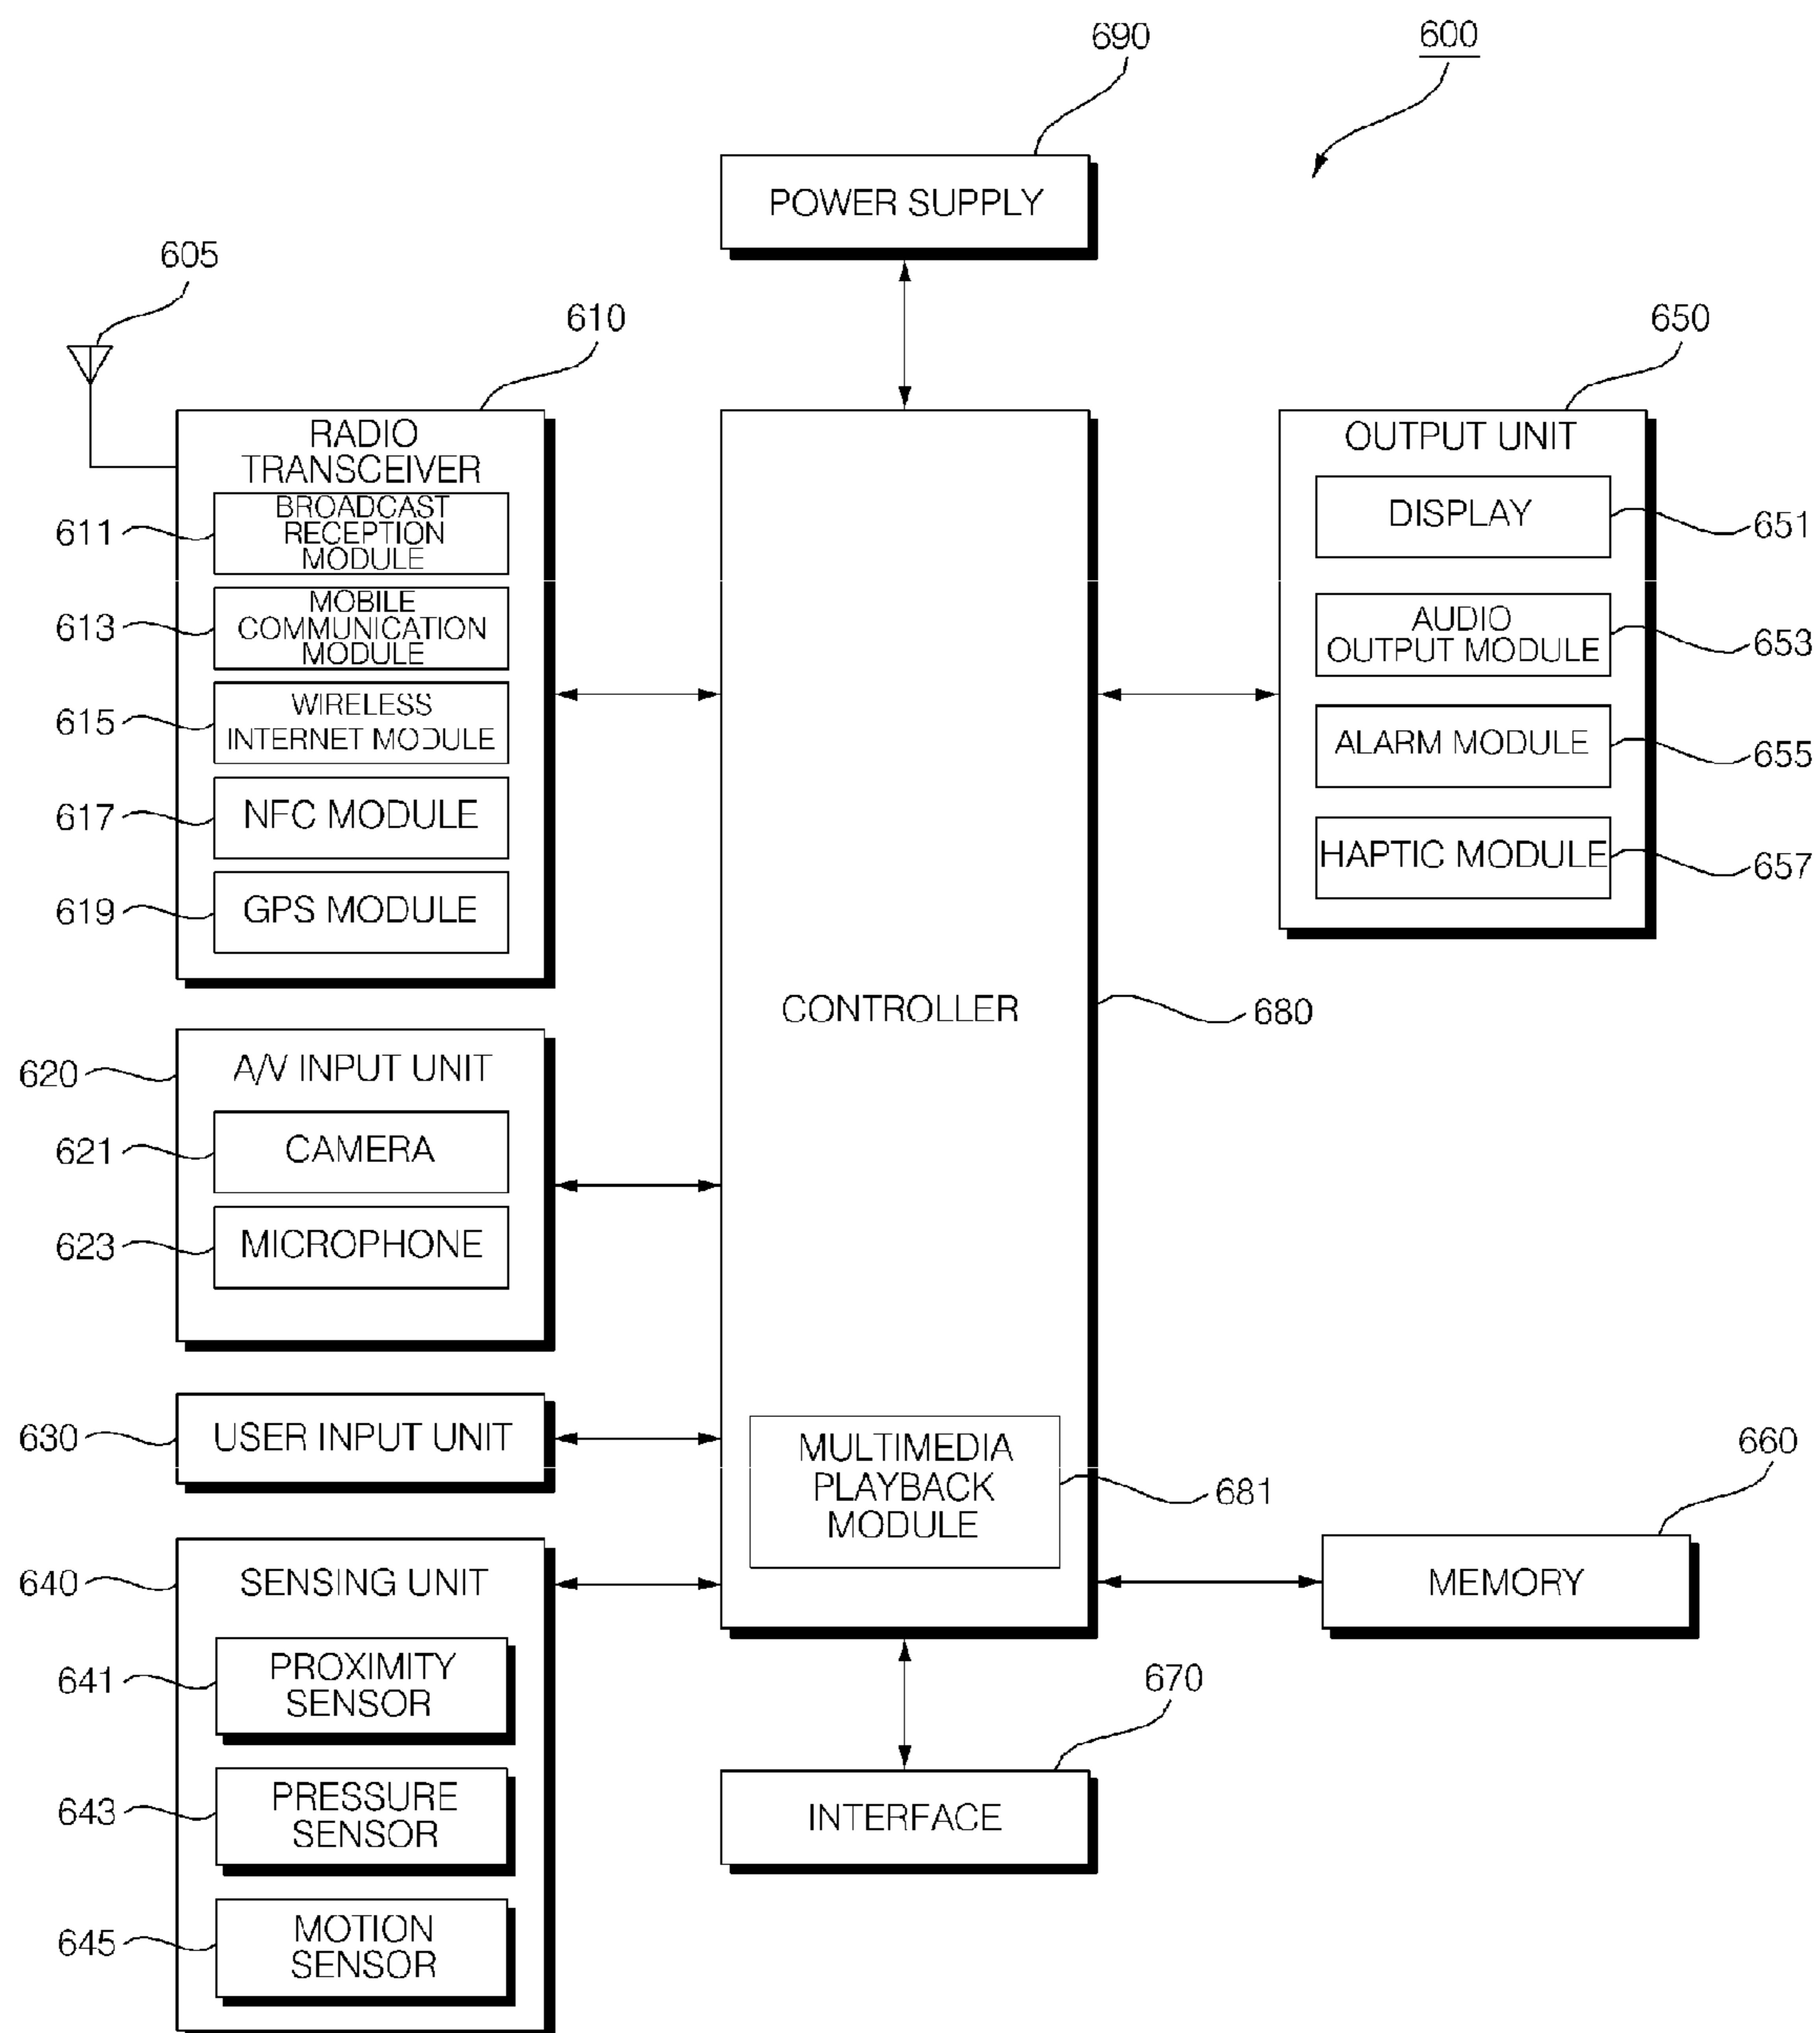 690
600
POWER SUPPLY
605
610
650
RADIO
TRANSCEIVER
BROADCAST
RECEPTION
MODULE
611
MOBILE
COMMUNICATION
MODULE
613
WIRELESS
INTERNET MODULE
615
NFC MODULE
617
GPS MODULE
619
OUTPUT UNIT
DISPLAY
651
AUDIO
OUTPUT MODULE
653
ALARM MODULE
655
HAPTIC MODULE
657
CONTROLLER
680
A/V INPUT UNIT
620
CAMERA
621
MICROPHONE
623
USER INPUT UNIT
630
MULTIMEDIA
PLAYBACK
MODULE
681
660
MEMORY
SENSING UNIT
640
PROXIMITY
SENSOR
641
PRESSURE
SENSOR
643
MOTION
SENSOR
645
670
INTERFACE